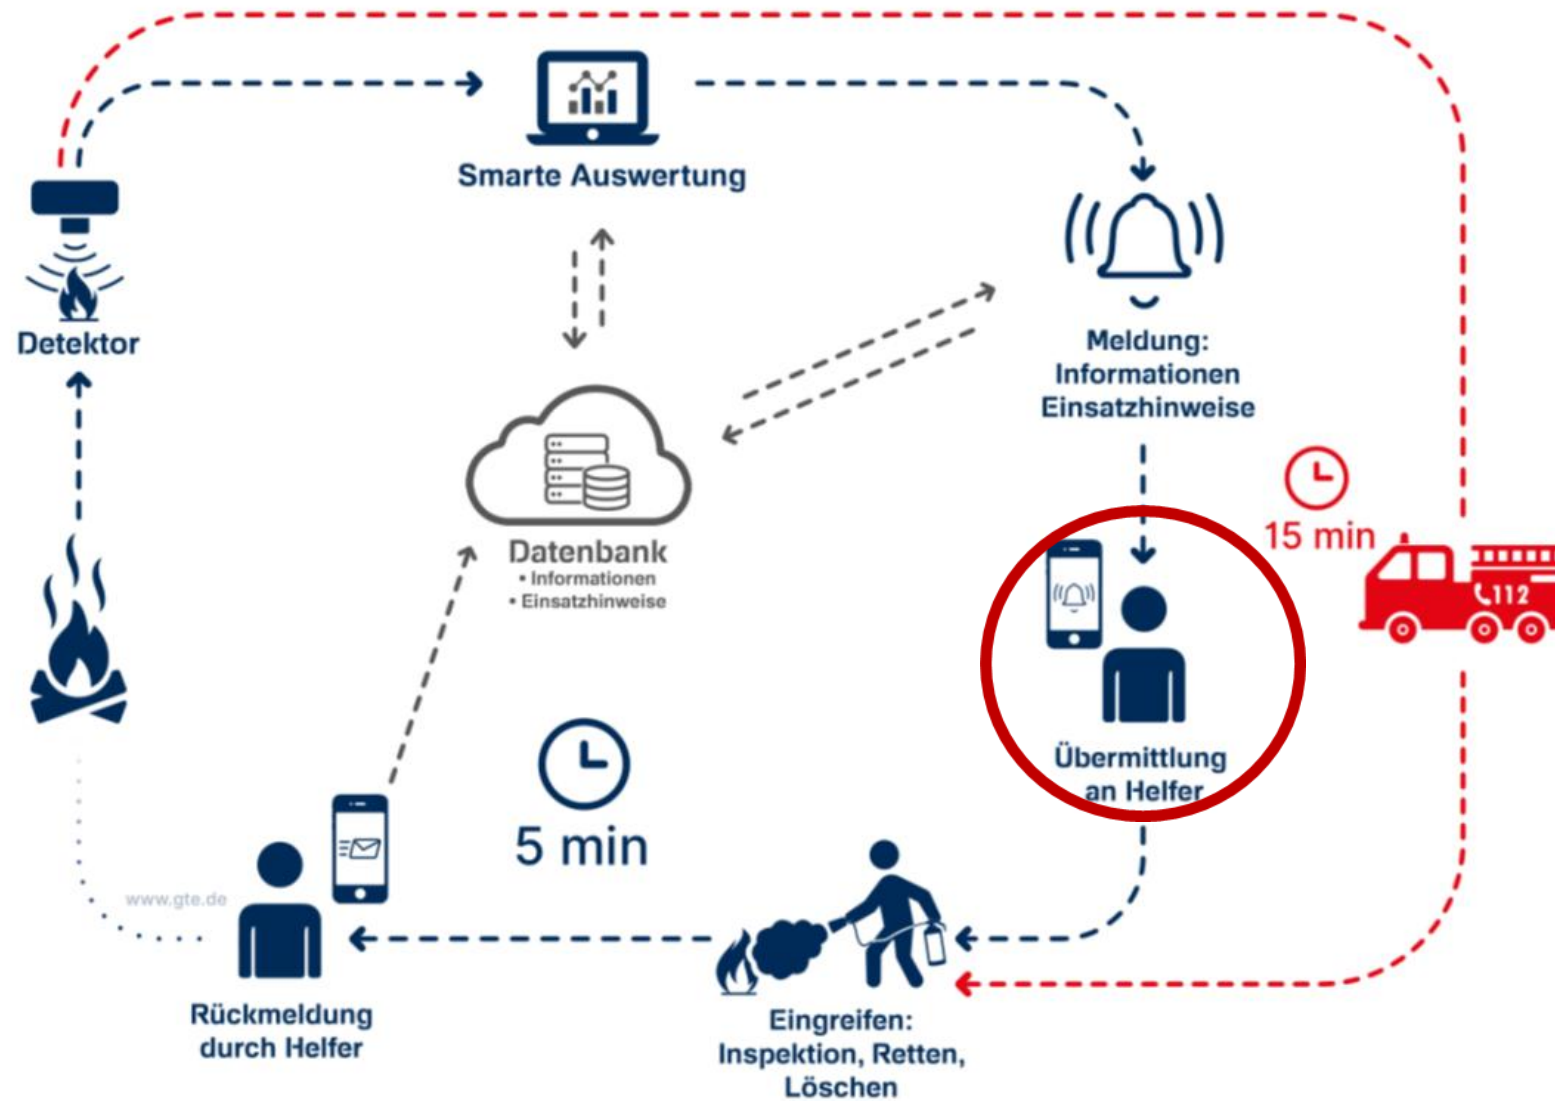 Smarte Auswertung
Detektor
Meldung:
Informationen
Einsatzhinweise
15 min
112
Datenbank
▪ Informationen
▪ Einsatzhinweise
Übermittlung
an Helfer
5 min
www.gte.de
Rückmeldung
durch Helfer
Eingreifen:
Inspektion, Retten,
Löschen